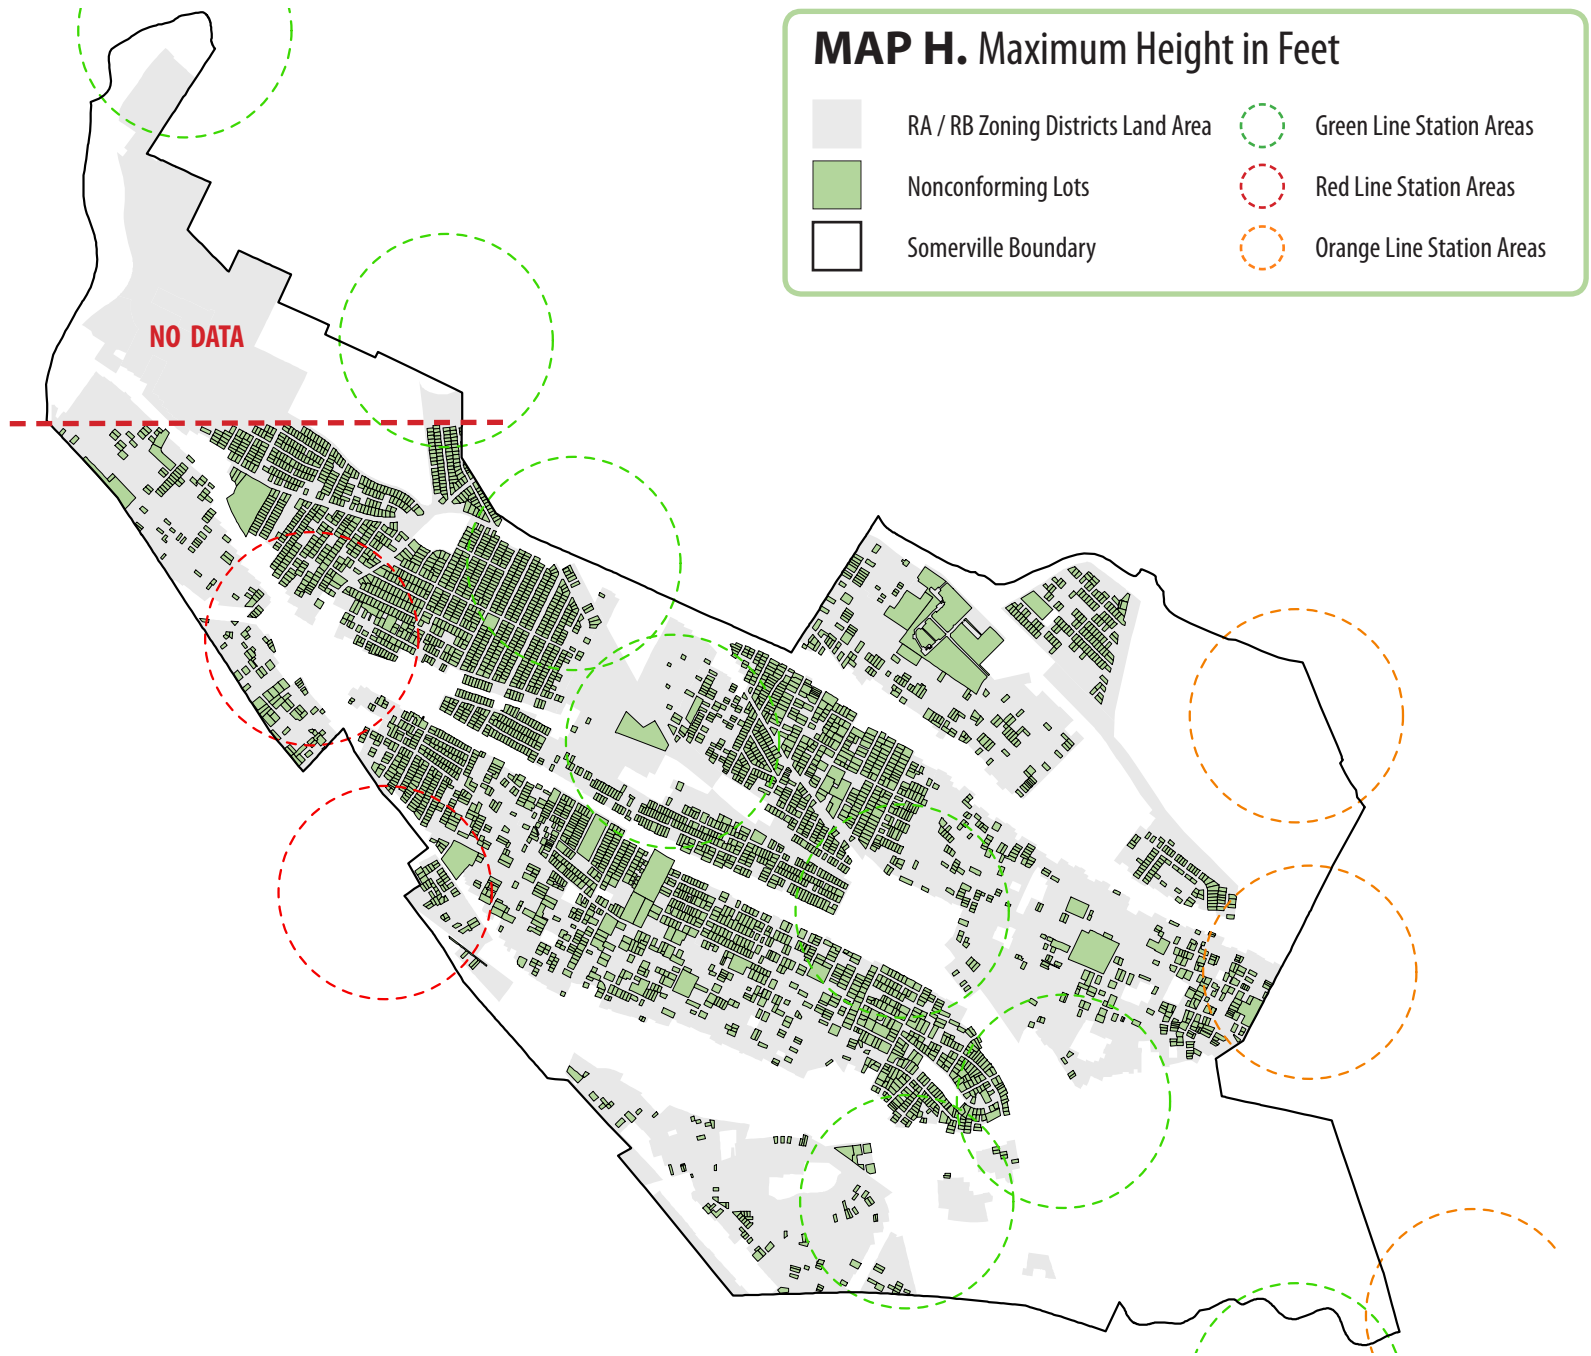 MAP H. Maximum Height in Feet
RA / RB Zoning Districts Land Area
Green Line Station Areas
Nonconforming Lots
Red Line Station Areas
Somerville Boundary
Orange Line Station Areas
NO DATA